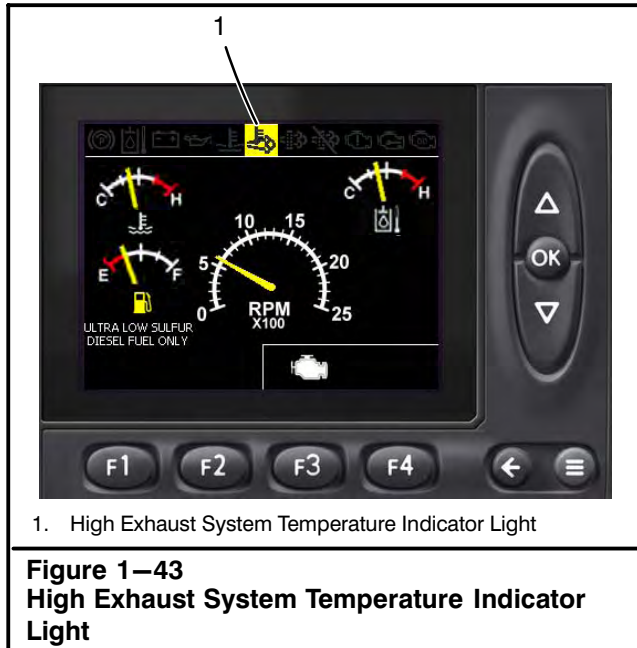 1
C H
C H
10 15
5 20
E F
0 RPM 25
X100
ULTRA LOW SULFUR
DIESEL FUEL ONLY
OK
F1 F2 F3 F4
1. High Exhaust System Temperature Indicator Light
Figure 1–43
High Exhaust System Temperature Indicator
Light